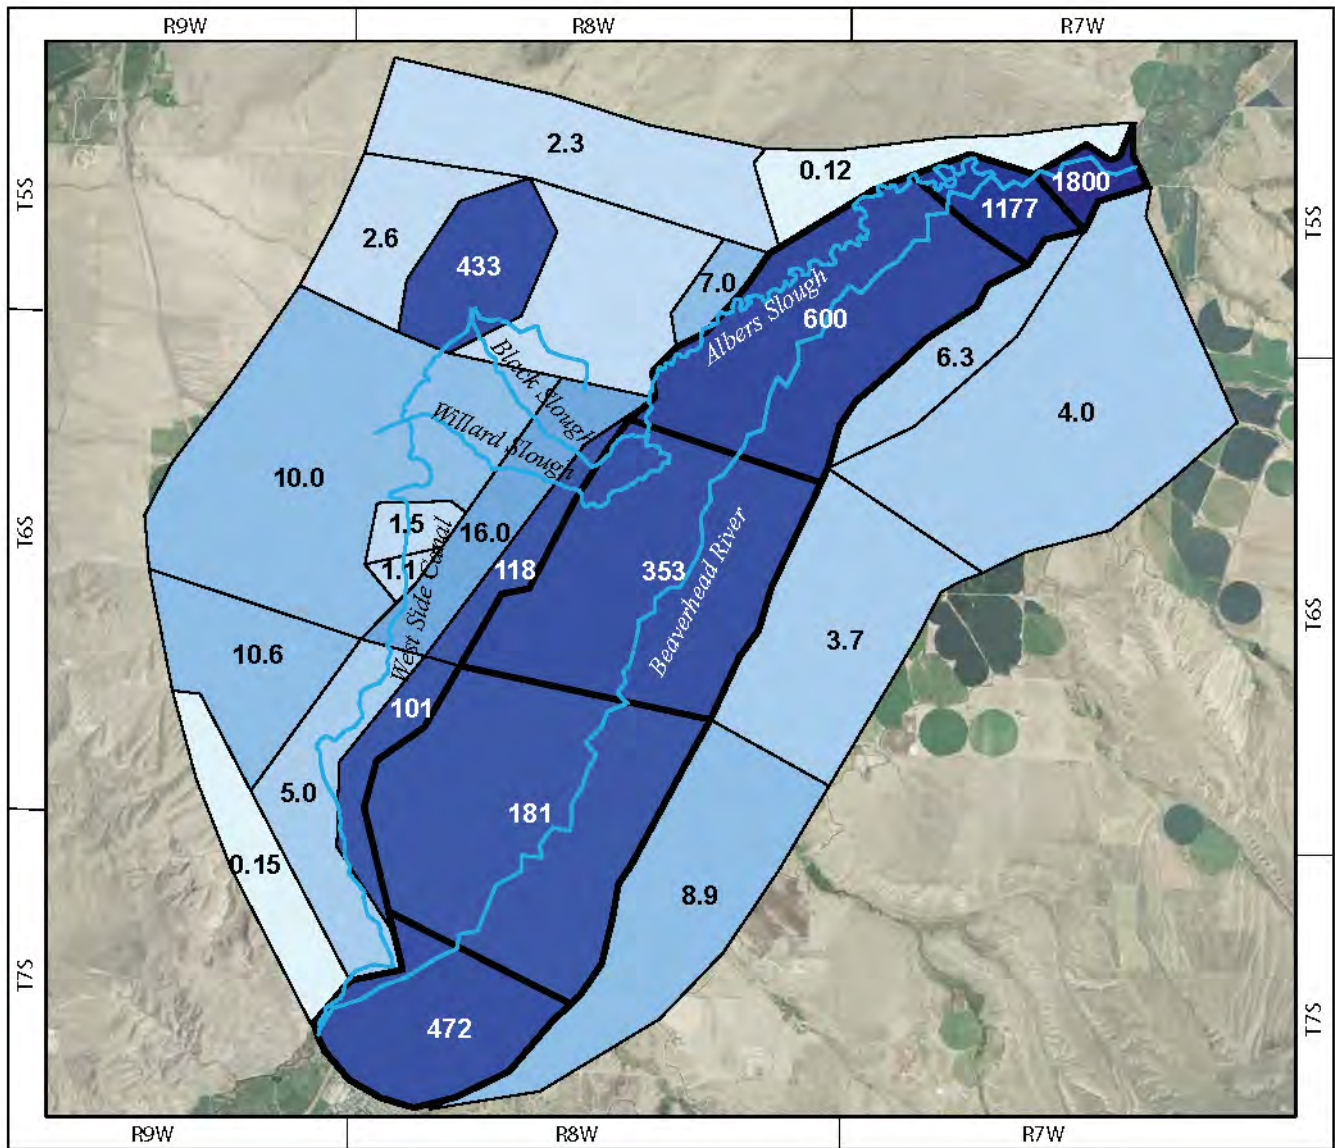 R9W
R8W
R7W
T5S
T5S
2.3
0.12
1800
1177
2.6
433
7.0
Albers Slough
600
Black Slough
6.3
Willard Slough
4.0
10.0
1.5
16.0
T6S
1.1
118
353
West Side Canal
Beaverhead River
T6S
10.6
3.7
101
5.0
181
0.15
8.9
T7S
T7S
472
R9W
R8W
R7W